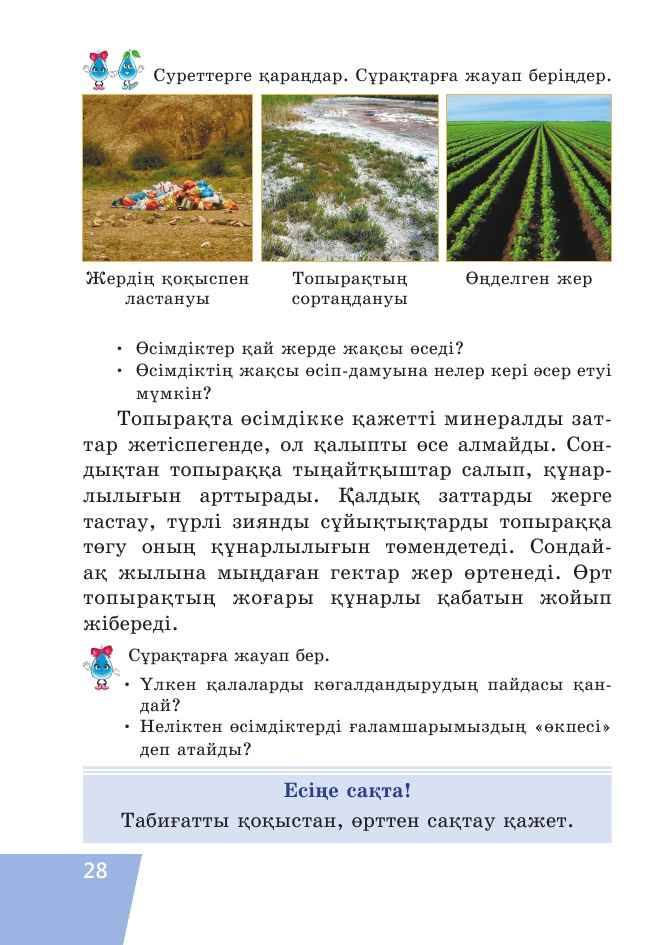 Суреттерге қараңдар. Сұрақтарға жауап беріңдер.
Жердің қоқыспен
ластануы
Топырақтың
сортаңдануы
Өңделген жер
• Өсімдіктер қай жерде жақсы өседі?
• Өсімдіктің жақсы өсіп-дамуына нелер кері әсер етуі
мүмкін?
Топырақта өсімдікке қажетті минералды зат-
тар жетіспегенде, ол қалыпты өсе алмайды. Сон-
дықтан топыраққа тыңайтқыштар салып, құнар-
лылығын арттырады. Қалдық заттарды жерге
тастау, түрлі зиянды сұйықтықтарды топыраққа
төгу оның құнарлылығын төмендетеді. Сондай-
ақ жылына мыңдаған гектар жер өртенеді. Өрт
топырақтың жоғары құнарлы қабатын жойып
жібереді.
Сұрақтарға жауап бер.
• Үлкен қалаларды көгалдандырудың пайдасы қан-
дай?
• Неліктен өсімдіктерді ғаламшарымыздың «өкпесі»
деп атайды?
Есіңе сақта!
Табиғатты қоқыстан, өрттен сақтау қажет.
28